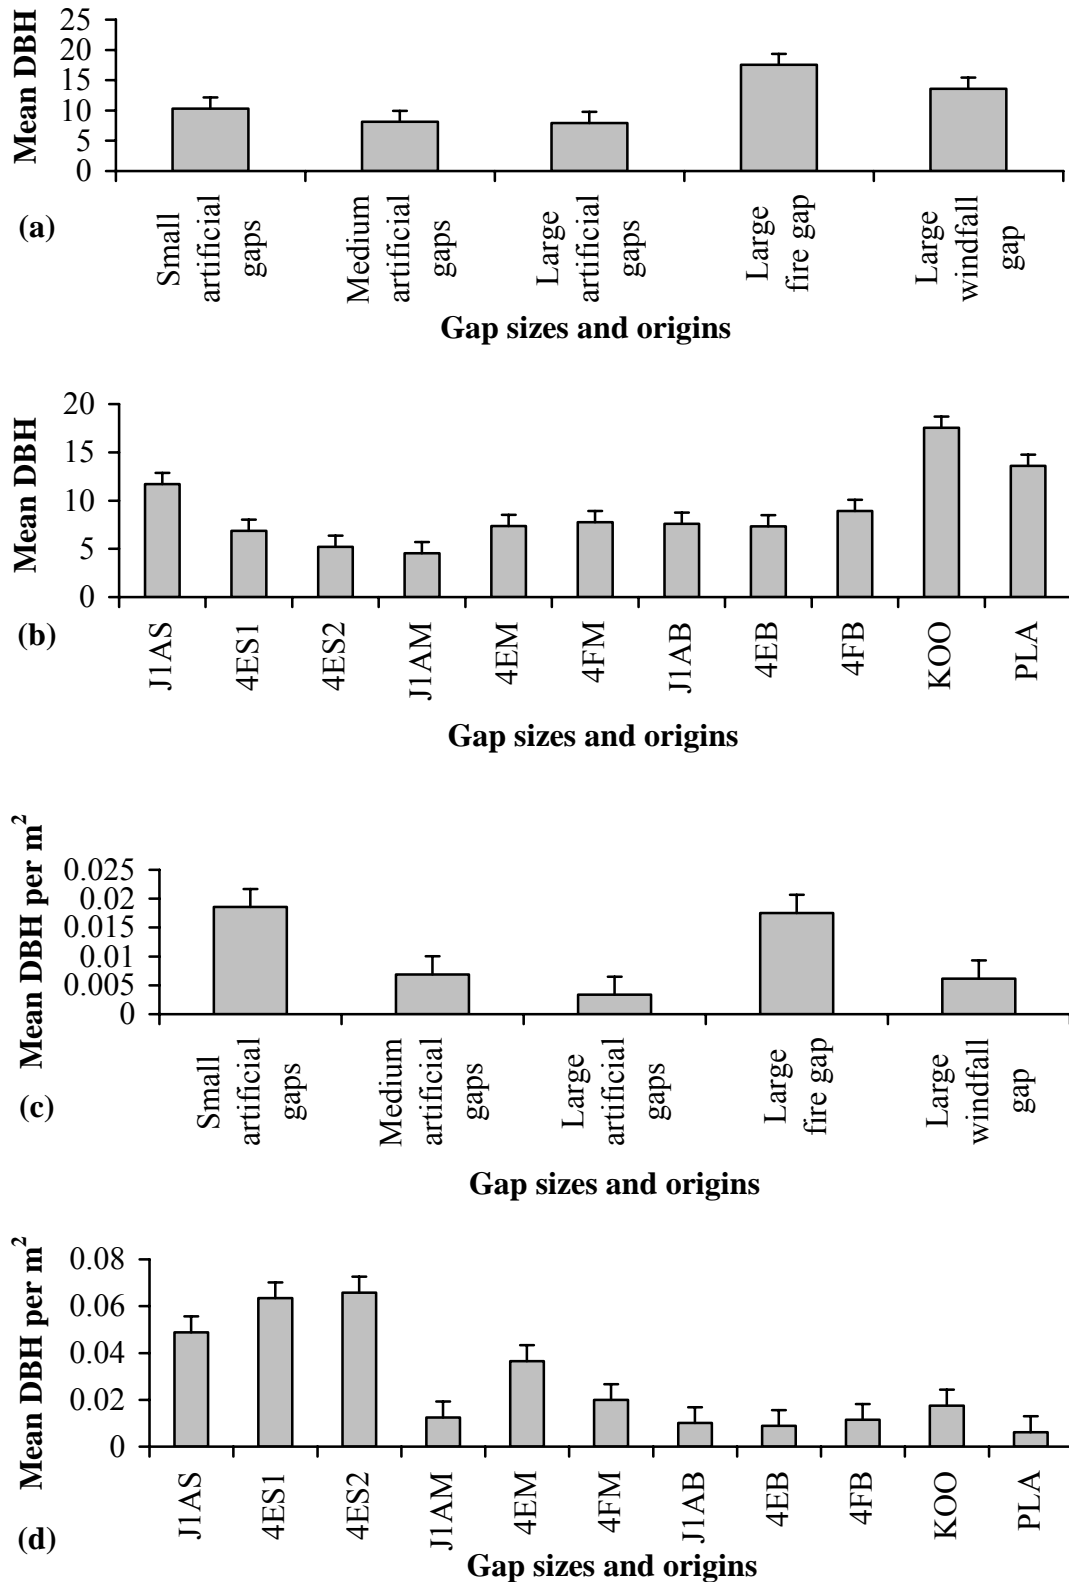 25
20
15
10
5
0
Mean DBH
(a)
Small
artificial
gaps
Medium
artificial
gaps
Large
artificial
gaps
Large
fire gap
Large
windfall
gap
Gap sizes and origins
20
15
10
5
0
Mean DBH
(b)
J1AS
4ES1
4ES2
J1AM
4EM
4FM
J1AB
4EB
4FB
KOO
PLA
Gap sizes and origins
0.025
0.02
0.015
0.01
0.005
0
Mean DBH per m²
(c)
Small
artificial
gaps
Medium
artificial
gaps
Large
artificial
gaps
Large
fire gap
Large
windfall
gap
Gap sizes and origins
0.08
0.06
0.04
0.02
0
Mean DBH per m²
(d)
J1AS
4ES1
4ES2
J1AM
4EM
4FM
J1AB
4EB
4FB
KOO
PLA
Gap sizes and origins